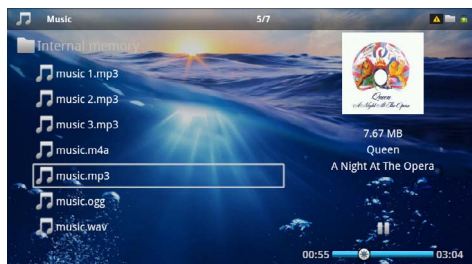 Music
5/7
Internal memory
music 1.mp3
music 2.mp3
music 3.mp3
music.m4a
music.mp3
music.ogg
music.wav
Queen
A Night At The Opera
7.67 MB
Queen
A Night At The Opera
00:55
03:04